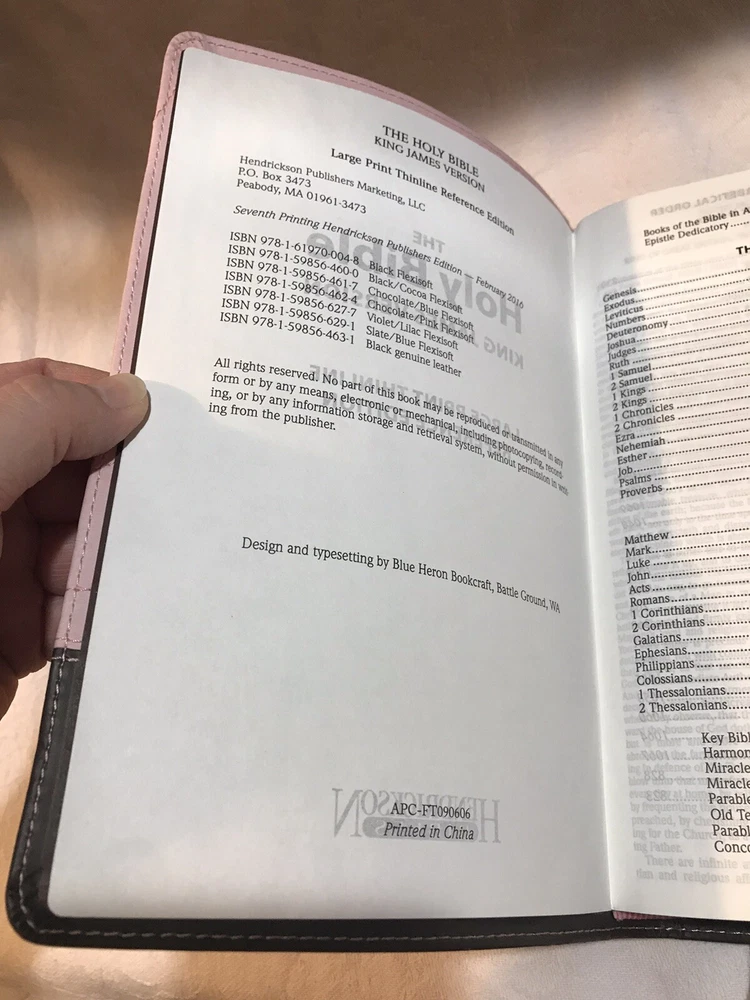 THE HOLY BIBLE
KING JAMES VERSION
Large Print Thinline Reference Edition
Hendrickson Publishers Marketing, LLC
P.O. Box 3473
Peabody, MA 01961-3473
Seventh Printing Hendrickson Publishers Edition — February 2016
ISBN 978-1-61970-004-8 Black Flexisoft
ISBN 978-1-59856-460-0 Black/Cocoa Flexisoft
ISBN 978-1-59856-461-7 Chocolate/Blue Flexisoft
ISBN 978-1-59856-462-4 Chocolate/Pink Flexisoft
ISBN 978-1-59856-627-7 Violet/Lilac Flexisoft
ISBN 978-1-59856-629-1 Slate/Blue Flexisoft
ISBN 978-1-59856-463-1 Black genuine leather
All rights reserved. No part of this book may be reproduced or transmitted in any
form or by any means, electronic or mechanical, including photocopying, record-
ing, or by any information storage and retrieval system, without permission in
ing from the publisher.
Design and typesetting by Blue Heron Bookcraft, Battle Ground, WA
HENDRICKSON
APC-FT090606
Printed in China
Books of the Bible in A
Epistle Dedicatory
Th
Genesis
Exodus
Leviticus
Numbers
Deuteronomy
Joshua
Judges
Ruth
1 Samuel
2 Samuel
1 Kings
2 Kings
1 Chronicles
2 Chronicles
Ezra
Nehemiah
Esther
Job
Psalms
Proverbs
Matthew
Mark
Luke
John
Acts
Romans
1 Corinthians
2 Corinthians
Galatians
Ephesians
Philippians
Colossians
1 Thessalonians
2 Thessalonians
Key Bibl
Harmon
Miracle
Miracle
Parable
Old Te
Parabl
Conco